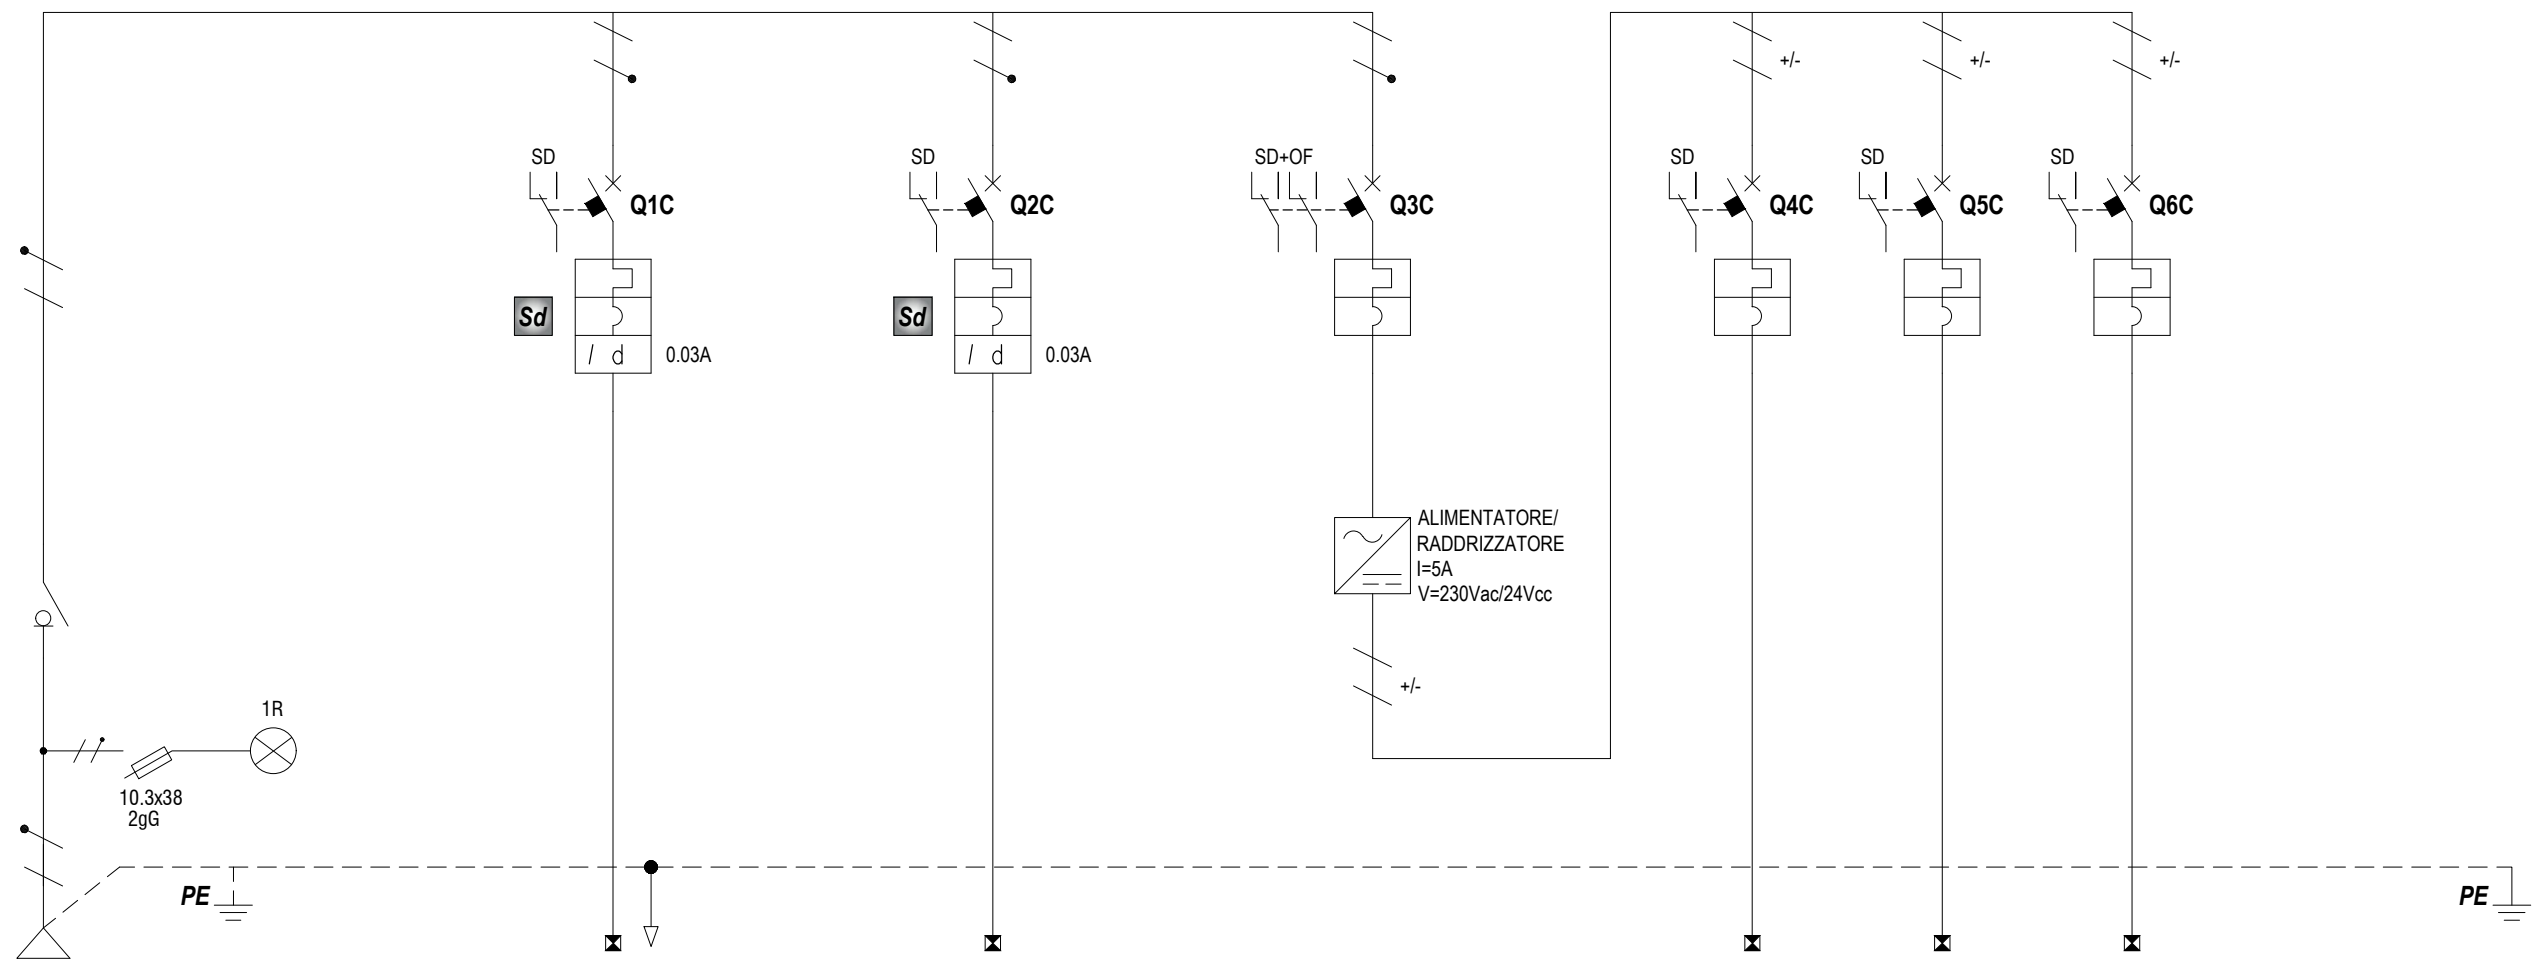 +/-
+/-
+/-
SD
SD
SD+OF
SD
SD
SD
Q1C
Q2C
Q3C
Q4C
Q5C
Q6C
Sd
Sd
I d
0.03A
I d
0.03A
ALIMENTATORE/
RADDRIZZATORE
I=5A
V=230Vac/24Vcc
+/-
1R
10.3x38
2gG
PE
PE